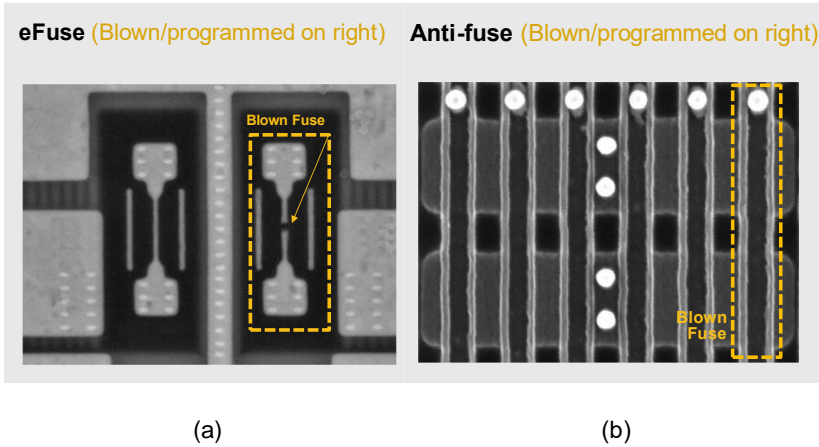 eFuse (Blown/programmed on right)
Anti-fuse (Blown/programmed on right)
Blown Fuse
Blown
Fuse
(a)
(b)